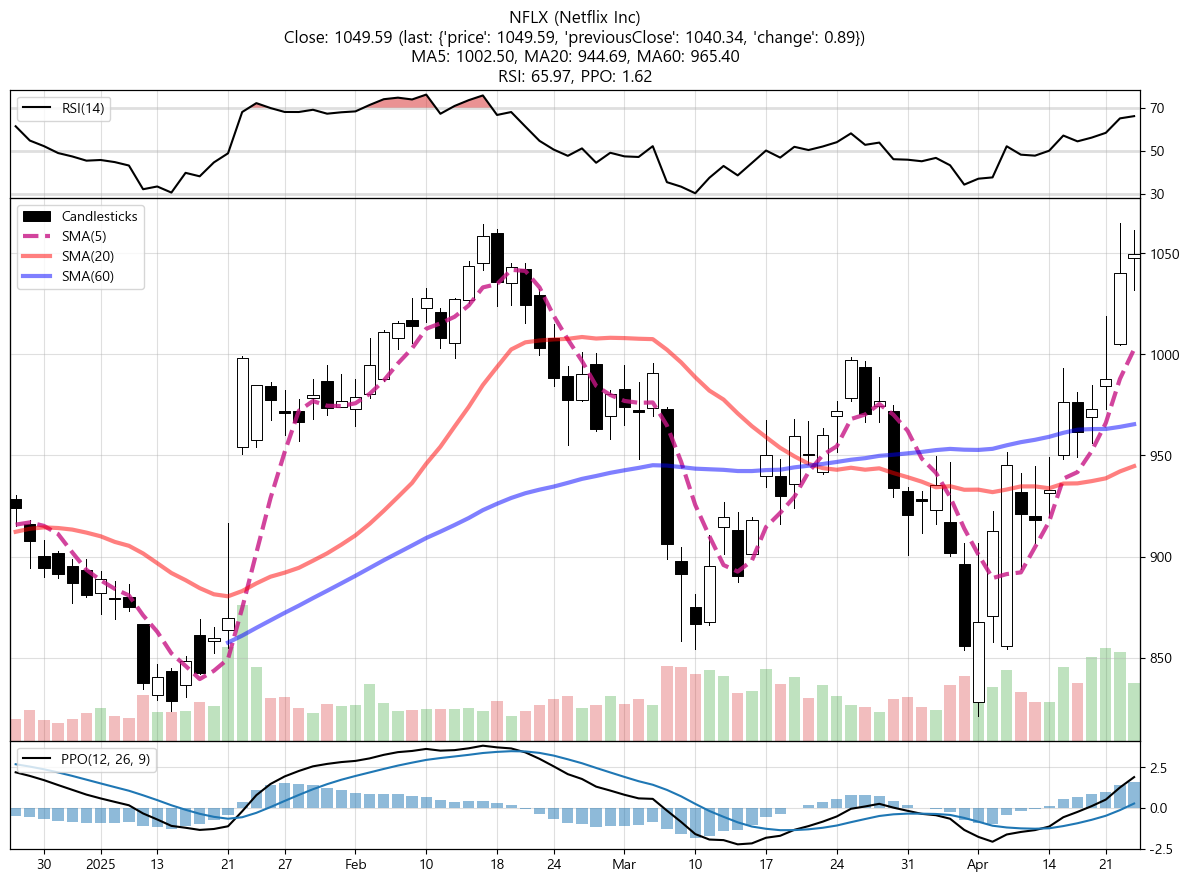 NFLX (Netflix Inc)
Close: 1049.59 (last: {'price': 1049.59, 'previousClose': 1040.34, 'change': 0.89})
MA5: 1002.50, MA20: 944.69, MA60: 965.40
RSI: 65.97, PPO: 1.62
RSI(14)
70
50
30
Candlesticks
SMA(5)
SMA(20)
SMA(60)
1050
1000
950
900
850
PPO(12, 26, 9)
2.5
0.0
-2.5
30 2025 13 21 27 Feb 10 18 24 Mar 10 17 24 31 Apr 14 21